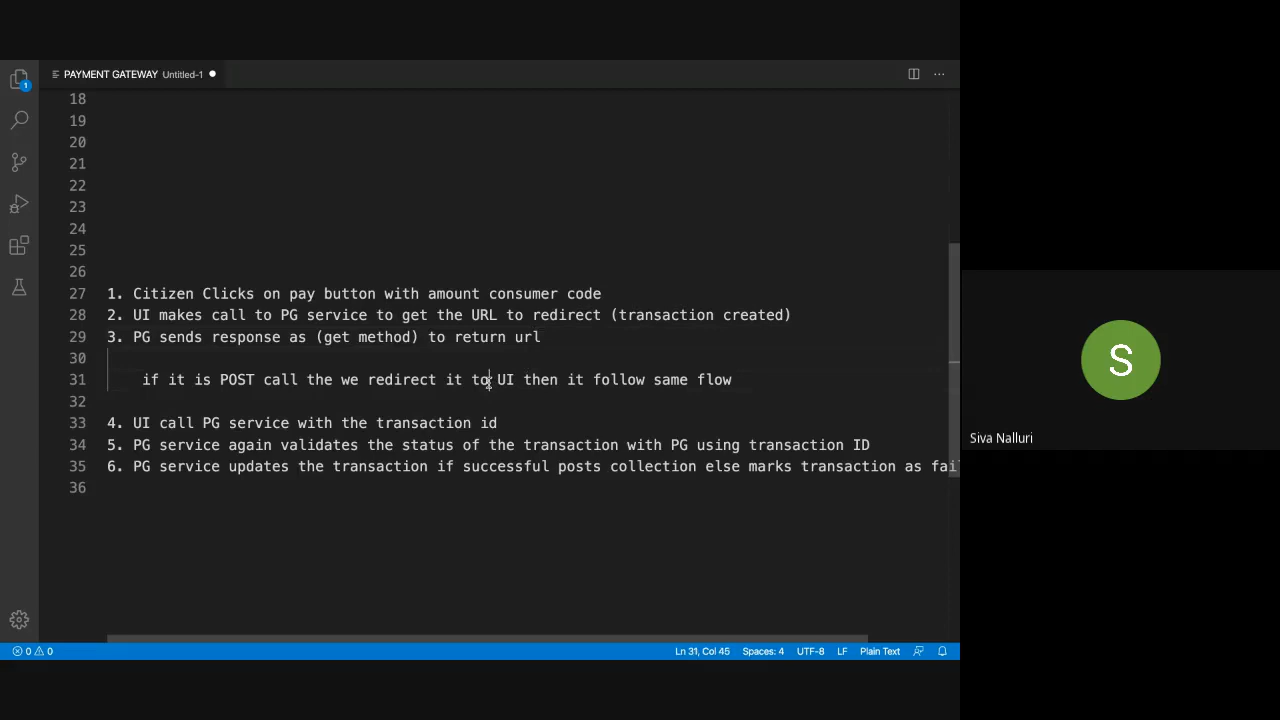 PAYMENT GATEWAY Untitled-1
1
18
19
20
21
22
23
24
25
26
27 1. Citizen Clicks on pay button with amount consumer code
28 2. UI makes call to PG service to get the URL to redirect (transaction created)
29 3. PG sends response as (get method) to return url
30
31 if it is POST call the we redirect it to UI then it follow same flow
32
33 4. UI call PG service with the transaction id
34 5. PG service again validates the status of the transaction with PG using transaction ID
35 6. PG service updates the transaction if successful posts collection else marks transaction as fail
36
S
Siva Nalluri
0 0 Ln 31, Col 45 Spaces: 4 UTF-8 LF Plain Text